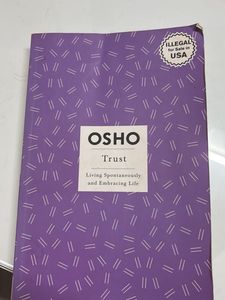 ILLEGAL
for Sale in
USA
OSHO
Trust
Living Spontaneously
and Embracing Life